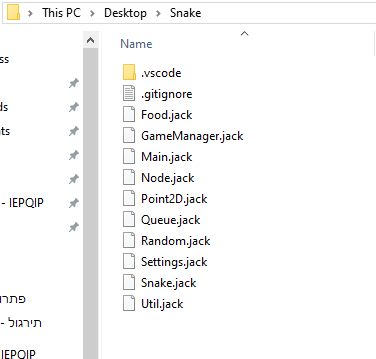 This PC > Desktop > Snake
Name
ss
ds
ts
- IEPQIP
פתרו
תירגול -
IEPQIP
.vscode
.gitignore
Food.jack
GameManager.jack
Main.jack
Node.jack
Point2D.jack
Queue.jack
Random.jack
Settings.jack
Snake.jack
Util.jack